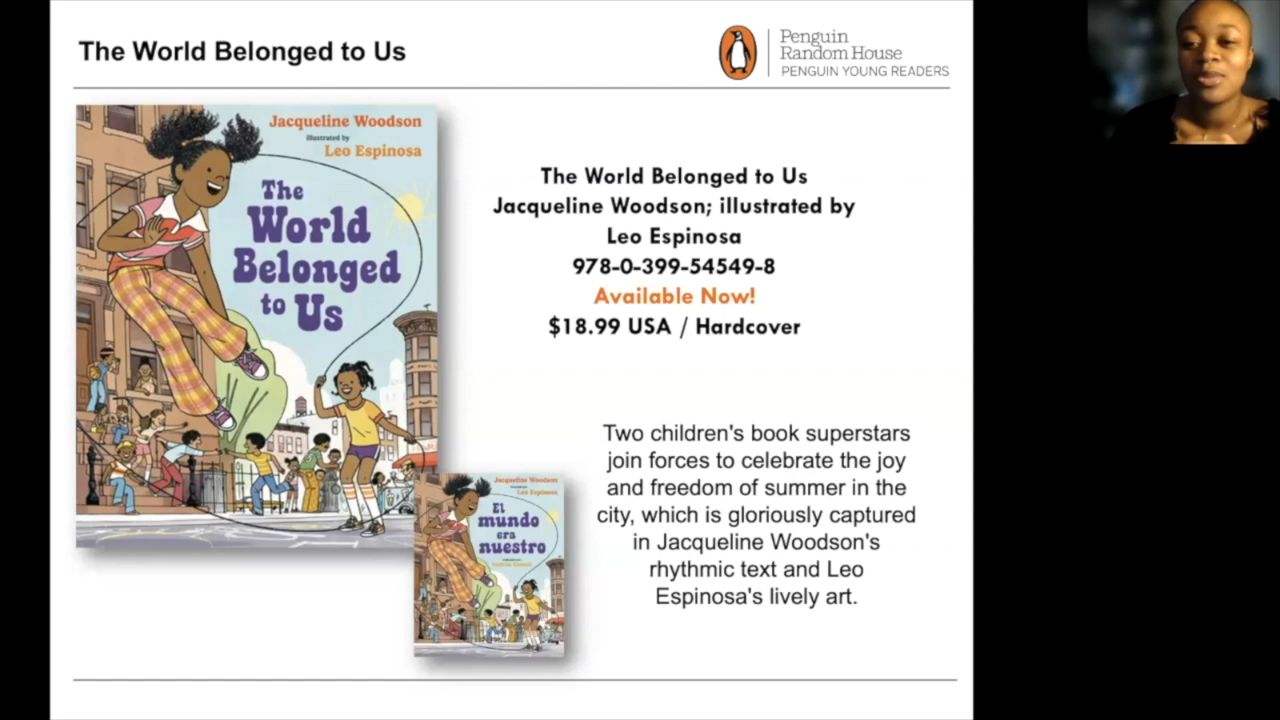 The World Belonged to Us
Penguin
Random House
PENGUIN YOUNG READERS
Jacqueline Woodson
illustrated by
Leo Espinosa
The
World
Belonged
to Us
The World Belonged to Us
Jacqueline Woodson; illustrated by
Leo Espinosa
978-0-399-54549-8
Available Now!
$18.99 USA / Hardcover
Two children's book superstars
join forces to celebrate the joy
and freedom of summer in the
city, which is gloriously captured
in Jacqueline Woodson's
rhythmic text and Leo
Espinosa's lively art.
Jacqueline Woodson
Leo Espinosa
El
mundo
era
nuestro